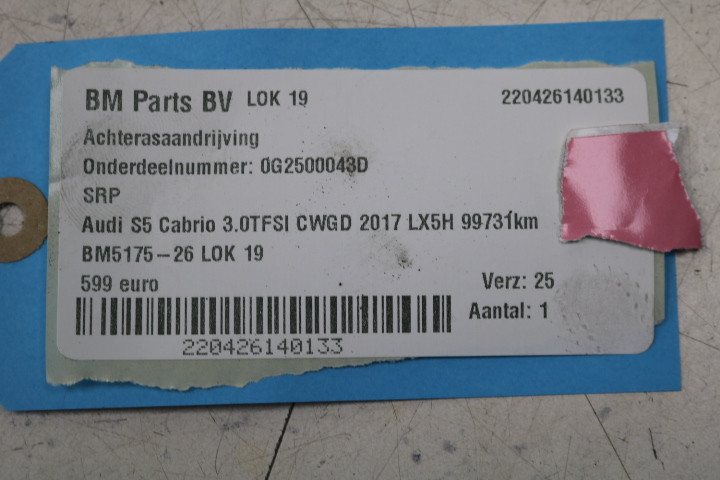 BM Parts BV LOK 19 220426140133
Achterasaandrijving
Onderdeelnummer: 0G2500043D
SRP
Audi S5 Cabrio 3.0TFSI CWGD 2017 LX5H 99731km
BM5175-26 LOK 19
599 euro Verz: 25
Aantal: 1
220426140133